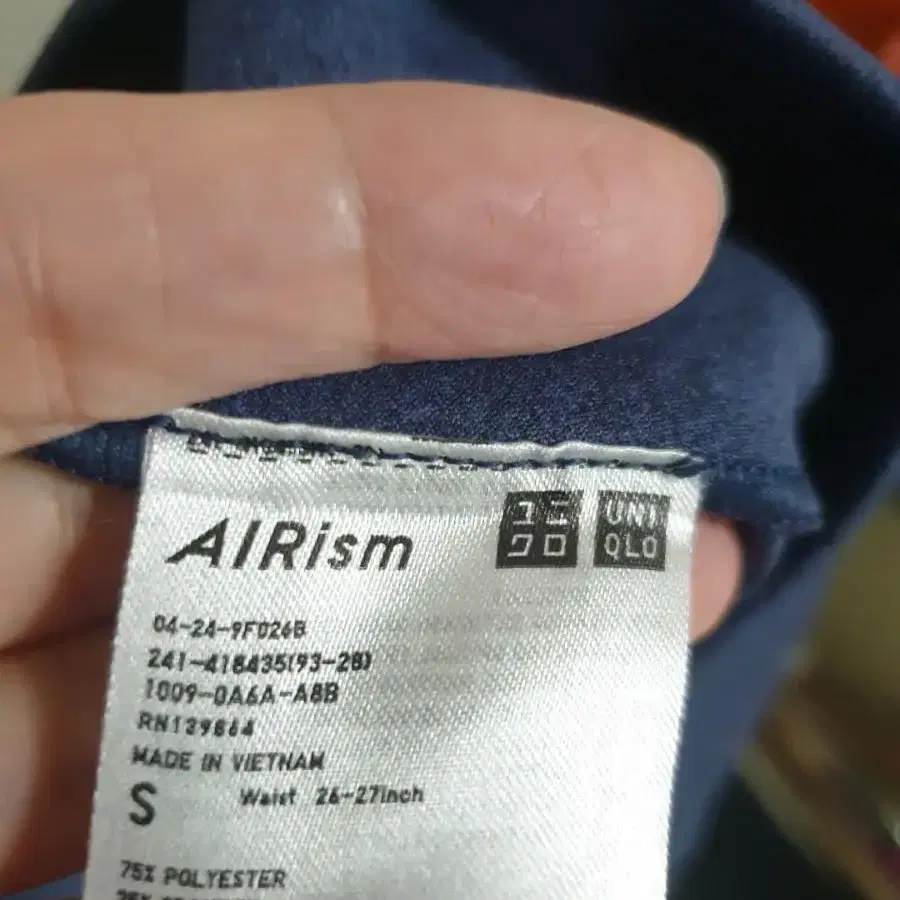 AIRism
ユニ
クロ
UNI
QLO
04-24-9F026B
241-418435(93-28)
1009-0A6A-A8B
RN129864
MADE IN VIETNAM
S Waist 26-27inch
75% POLYESTER